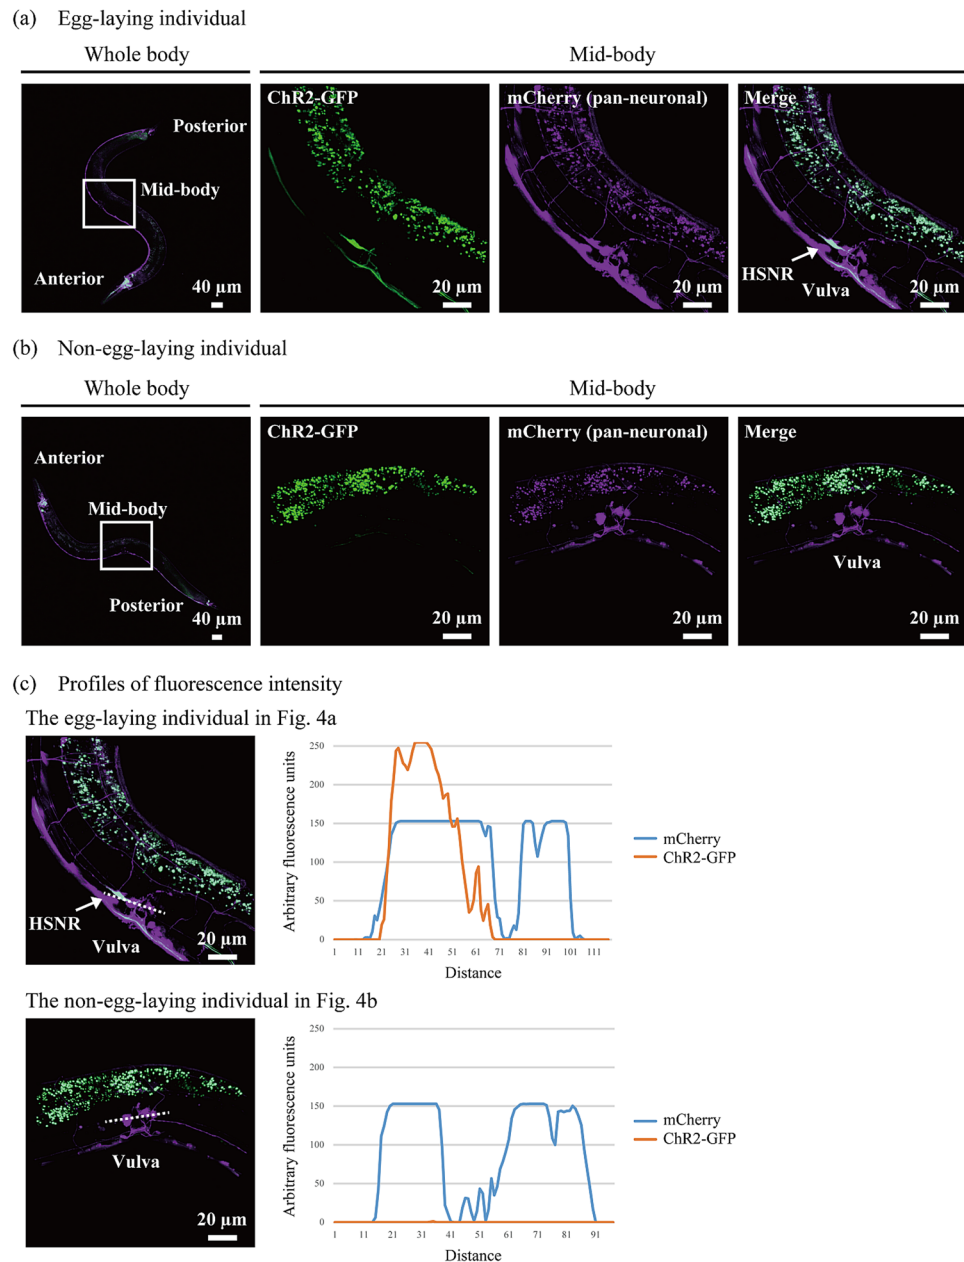 (a) Egg-laying individual
Whole body Mid-body
Posterior
Mid-body
Anterior
40 µm
ChR2-GFP
20 µm
mCherry (pan-neuronal)
20 µm
Merge
HSNR
Vulva
20 µm
(b) Non-egg-laying individual
Whole body Mid-body
Anterior
Mid-body
Posterior
40 µm
ChR2-GFP
20 µm
mCherry (pan-neuronal)
20 µm
Merge
Vulva
20 µm
(c) Profiles of fluorescence intensity
The egg-laying individual in Fig. 4a
HSNR
Vulva
20 µm
Arbitrary fluorescence units
250
200
150
100
50
0
1 11 21 31 41 51 61 71 81 91 101 111
Distance
mCherry
ChR2-GFP
The non-egg-laying individual in Fig. 4b
Vulva
20 µm
Arbitrary fluorescence units
250
200
150
100
50
0
1 11 21 31 41 51 61 71 81 91
Distance
mCherry
ChR2-GFP